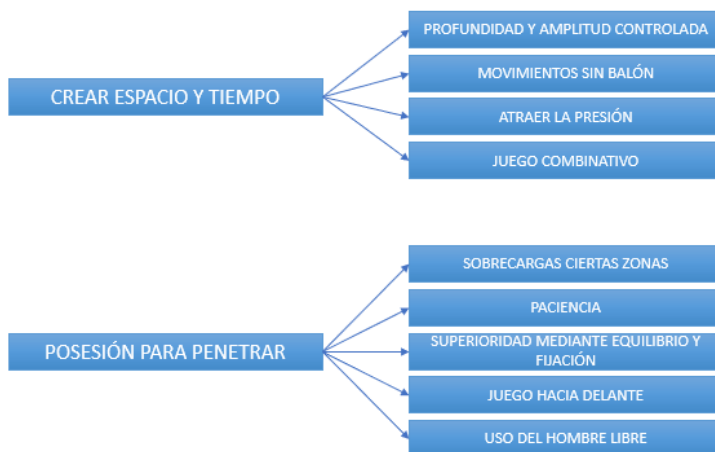 CREAR ESPACIO Y TIEMPO
PROFUNDIDAD Y AMPLITUD CONTROLADA
MOVIMIENTOS SIN BALÓN
ATRAER LA PRESIÓN
JUEGO COMBINATIVO
POSESIÓN PARA PENETRAR
SOBRECARGAS CIERTAS ZONAS
PACIENCIA
SUPERIORIDAD MEDIANTE EQUILIBRIO Y
FIJACIÓN
JUEGO HACIA DELANTE
USO DEL HOMBRE LIBRE